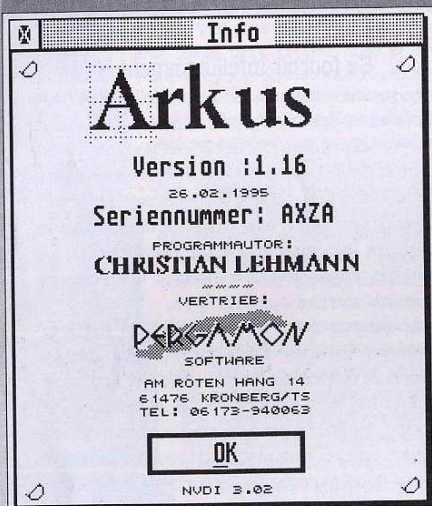 Info
Arkus
Version :1.16
26.02.1995
Seriennummer: AXZA
PROGRAMMAUTOR:
CHRISTIAN LEHMANN
~~~~
VERTRIEB:
PERGAMON
SOFTWARE
AM ROTEN HANG 14
61476 KRONBERG/TS
TEL: 06173-940063
OK
NVDI 3.02